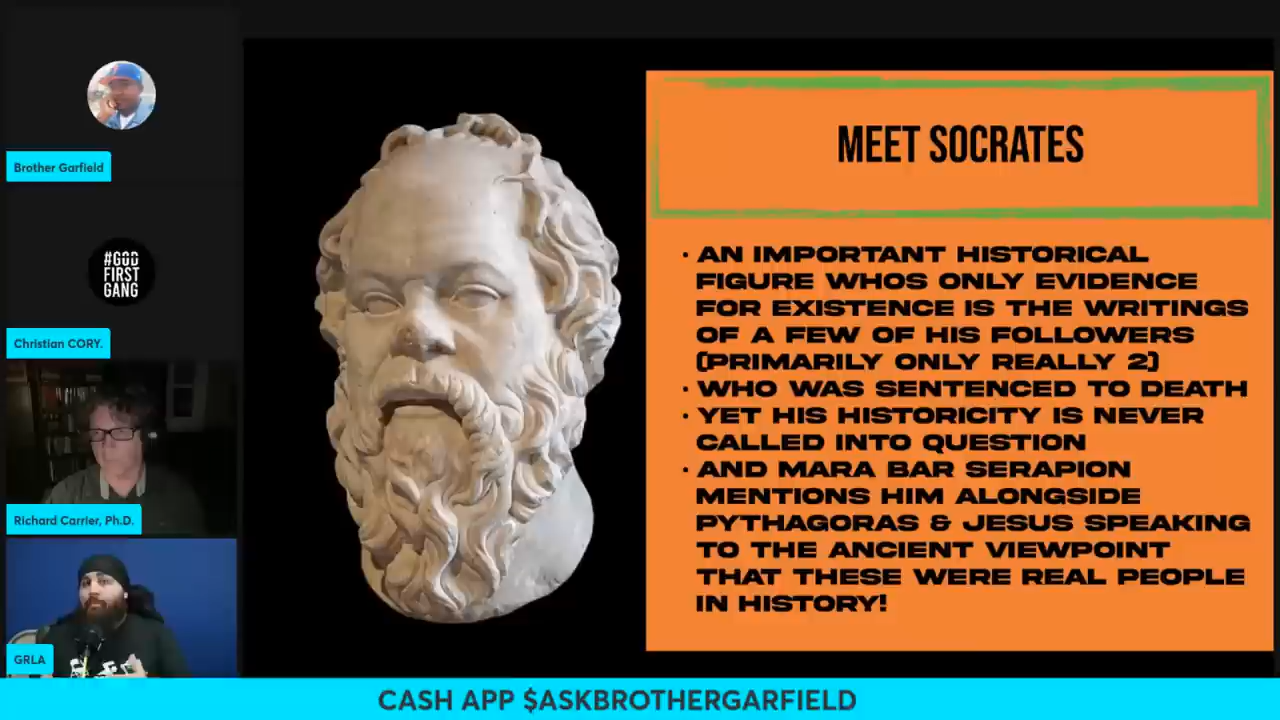 Brother Garfield
#GOD
FIRST
GANG
Christian CORY.
Richard Carrier, Ph.D.
GRLA
MEET SOCRATES
• AN IMPORTANT HISTORICAL
FIGURE WHOS ONLY EVIDENCE
FOR EXISTENCE IS THE WRITINGS
OF A FEW OF HIS FOLLOWERS
(PRIMARILY ONLY REALLY 2)
• WHO WAS SENTENCED TO DEATH
• YET HIS HISTORICITY IS NEVER
CALLED INTO QUESTION
• AND MARA BAR SERAPION
MENTIONS HIM ALONGSIDE
PYTHAGORAS & JESUS SPEAKING
TO THE ANCIENT VIEWPOINT
THAT THESE WERE REAL PEOPLE
IN HISTORY!
CASH APP $ASKBROTHERGARFIELD